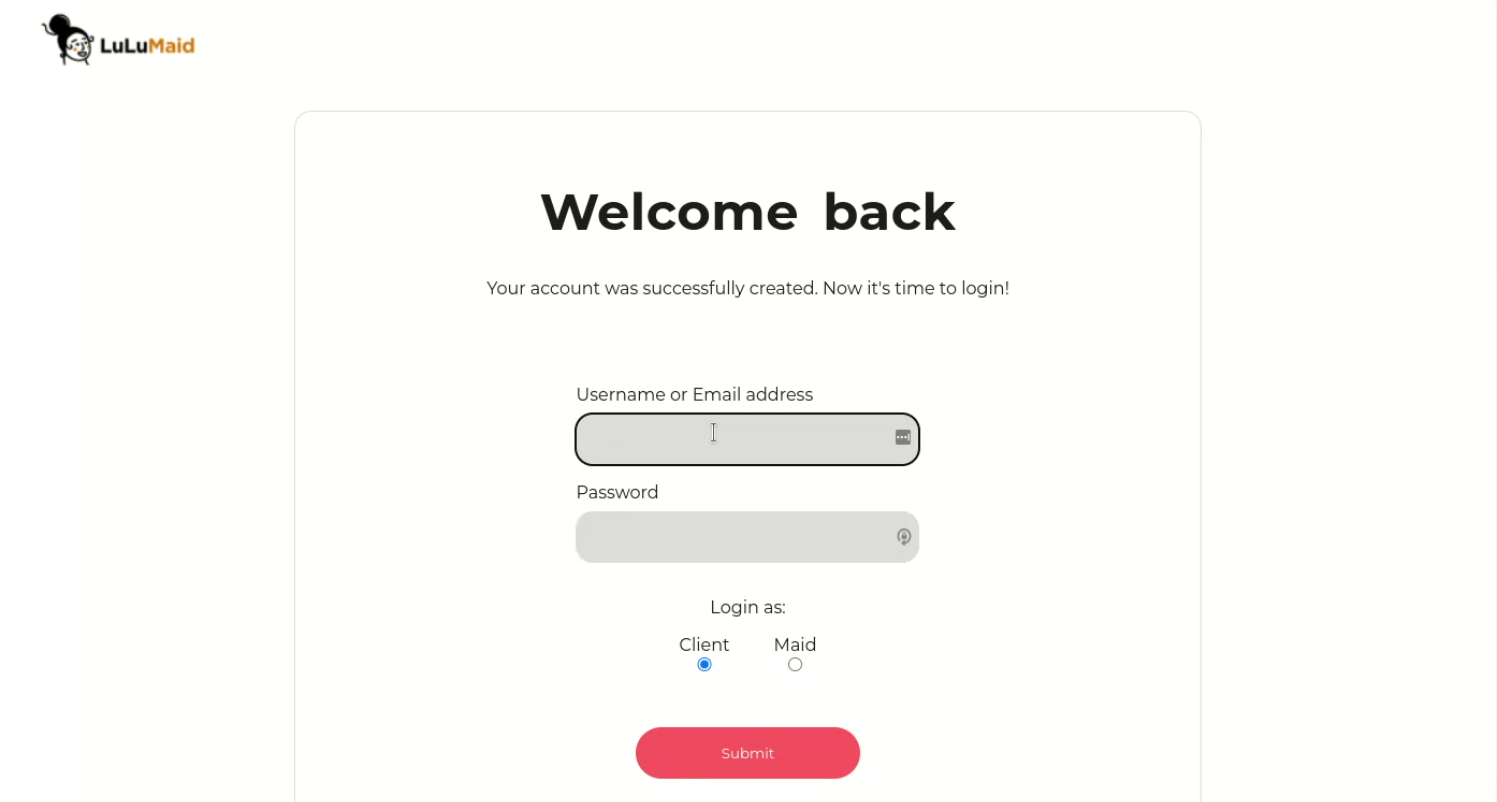 LuLuMaid
Welcome back
Your account was successfully created. Now it's time to login!
Username or Email address
Password
Login as:
Client Maid
Submit